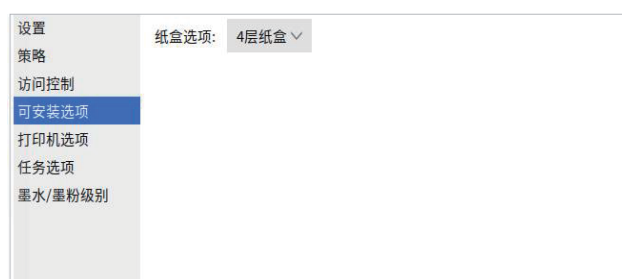 设置
策略
访问控制
可安装选项
打印机选项
任务选项
墨水/墨粉级别
纸盒选项: 4层纸盒